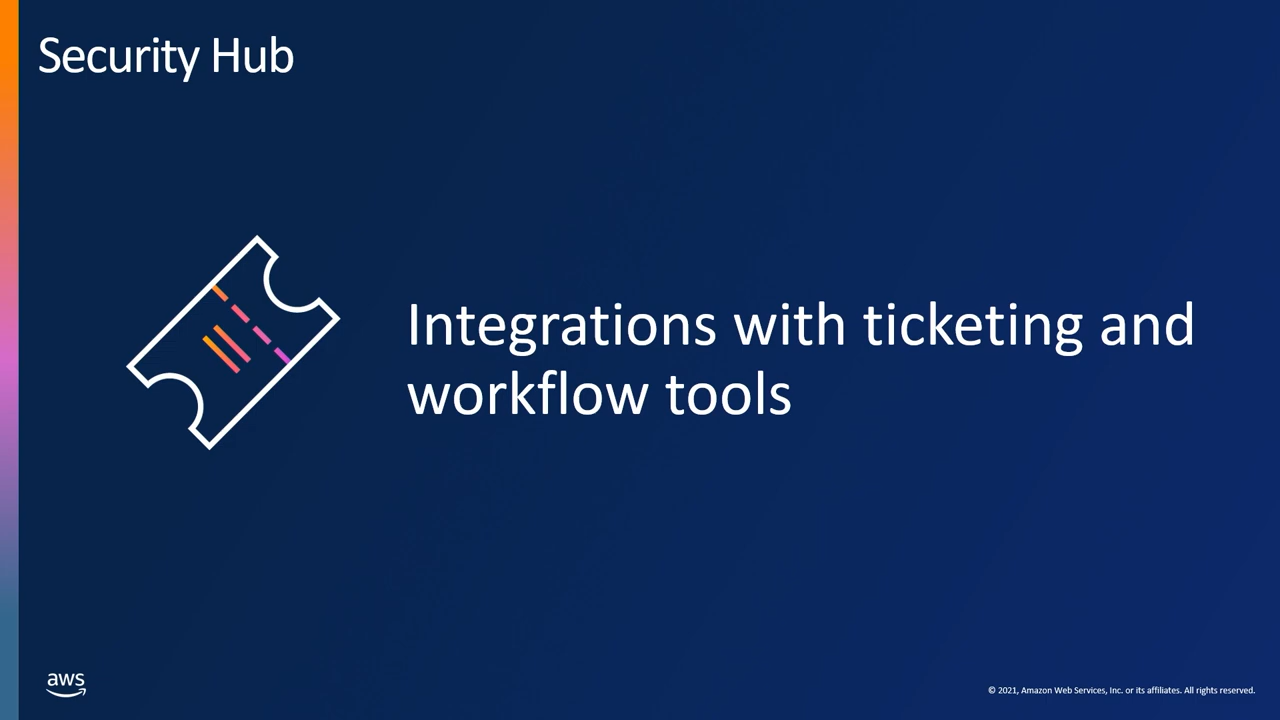 Security Hub
Integrations with ticketing and
workflow tools
aws
© 2021, Amazon Web Services, Inc. or its affiliates. All rights reserved.